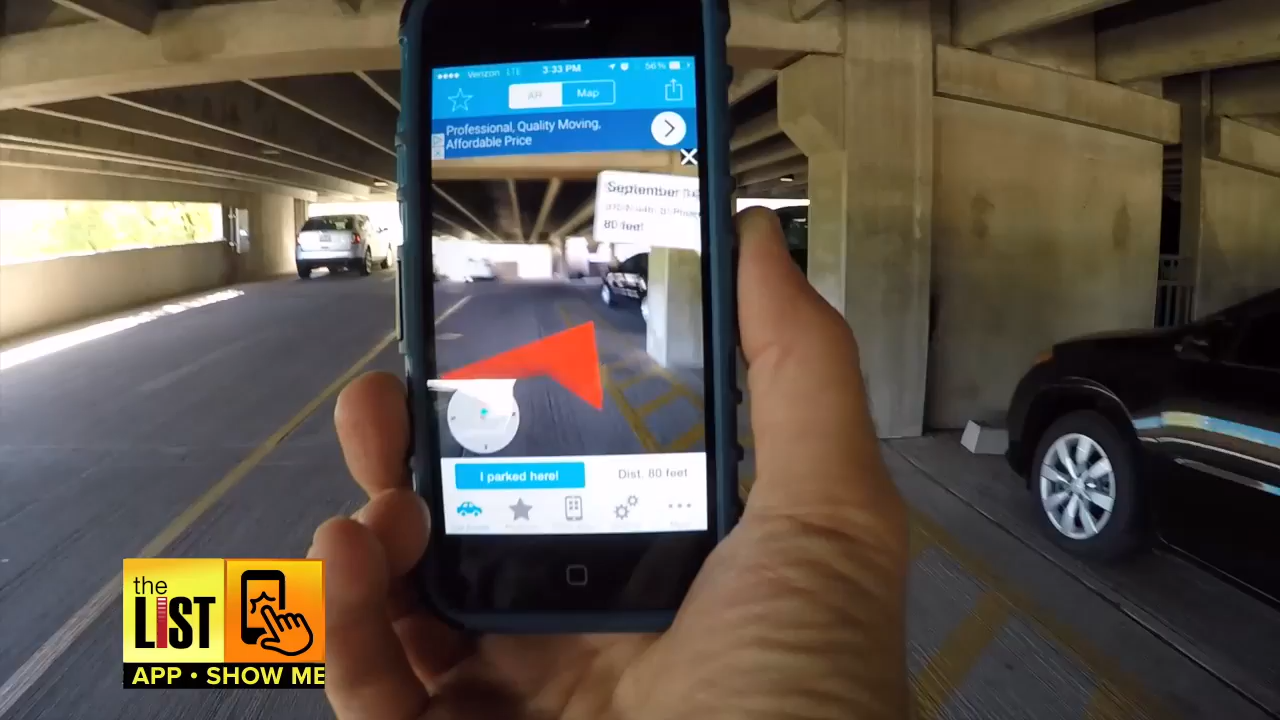 Verizon LTE 3:33 PM 56%
AR Map
Professional, Quality Moving,
Affordable Price
September
80 feet
I parked here!
Dist. 80 feet
the
LIST
APP • SHOW ME